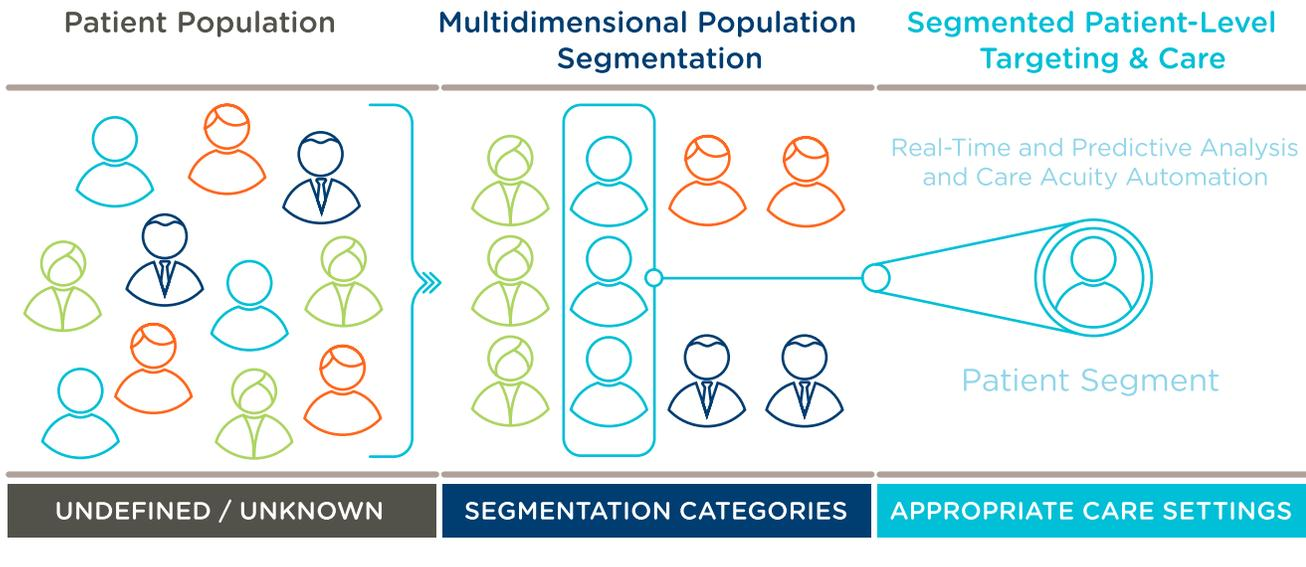 Patient Population
Multidimensional Population
Segmentation
Segmented Patient-Level
Targeting & Care
Real-Time and Predictive Analysis
and Care Acuity Automation
Patient Segment
UNDEFINED / UNKNOWN
SEGMENTATION CATEGORIES
APPROPRIATE CARE SETTINGS